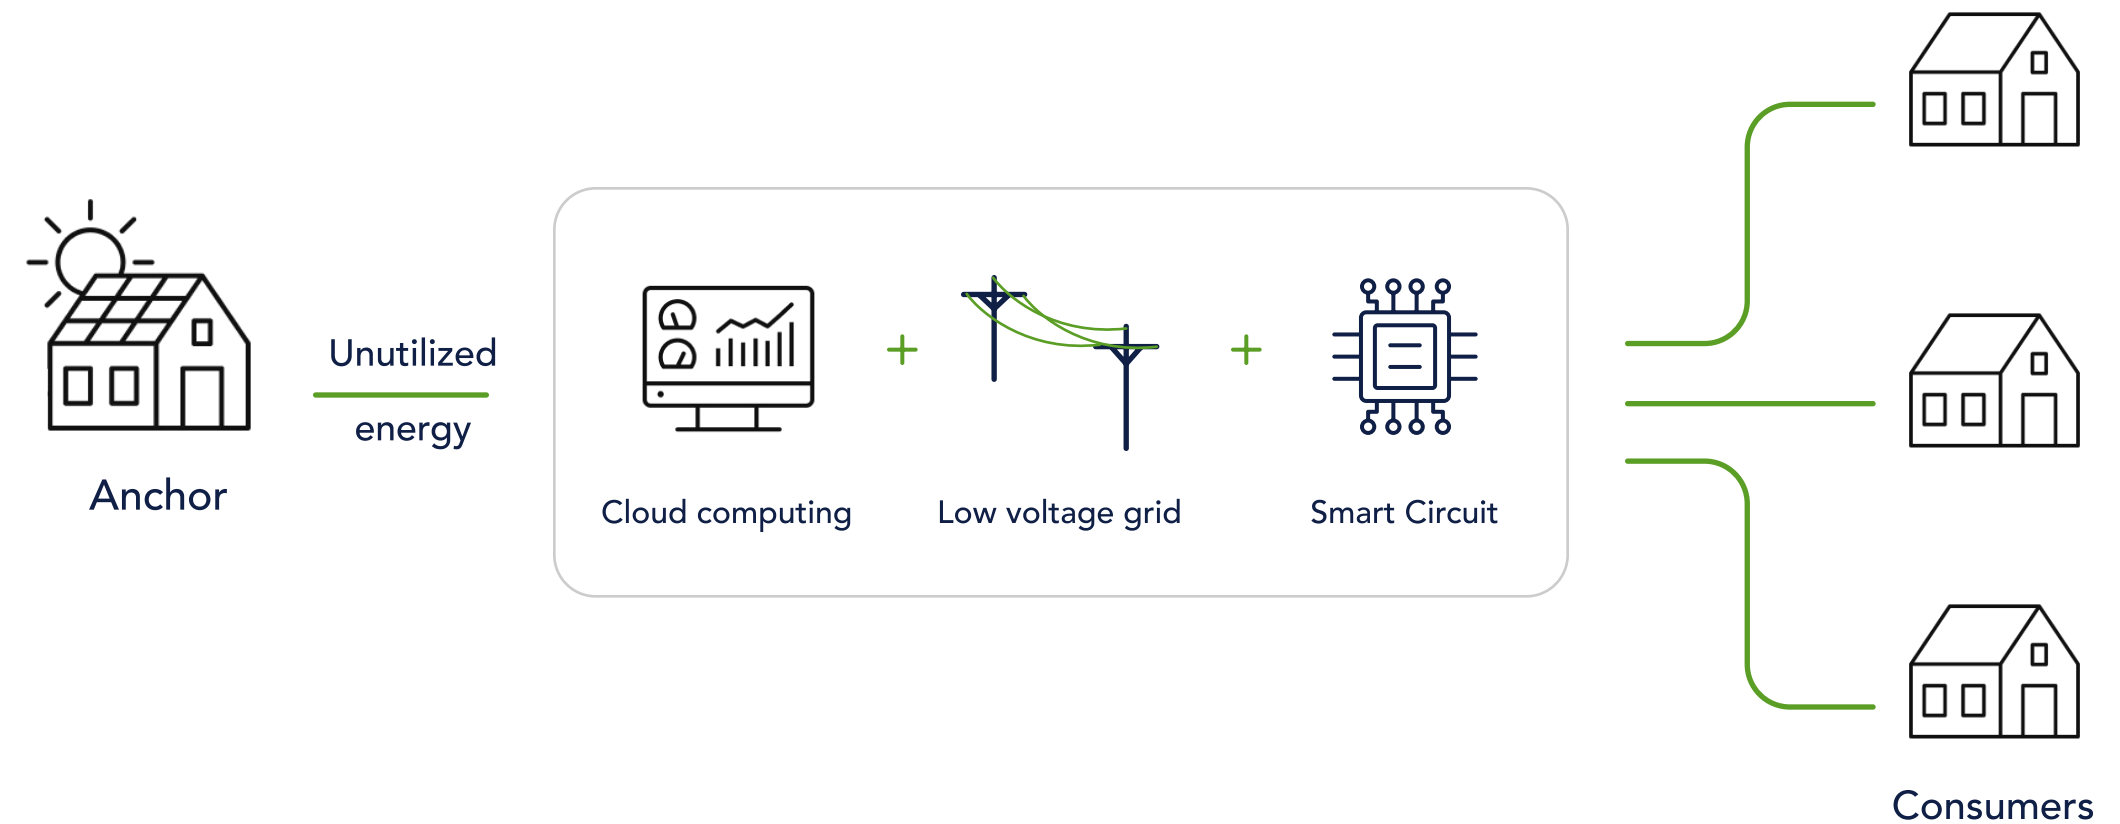 Unutilized
energy
Anchor
Cloud computing
Low voltage grid
Smart Circuit
Consumers